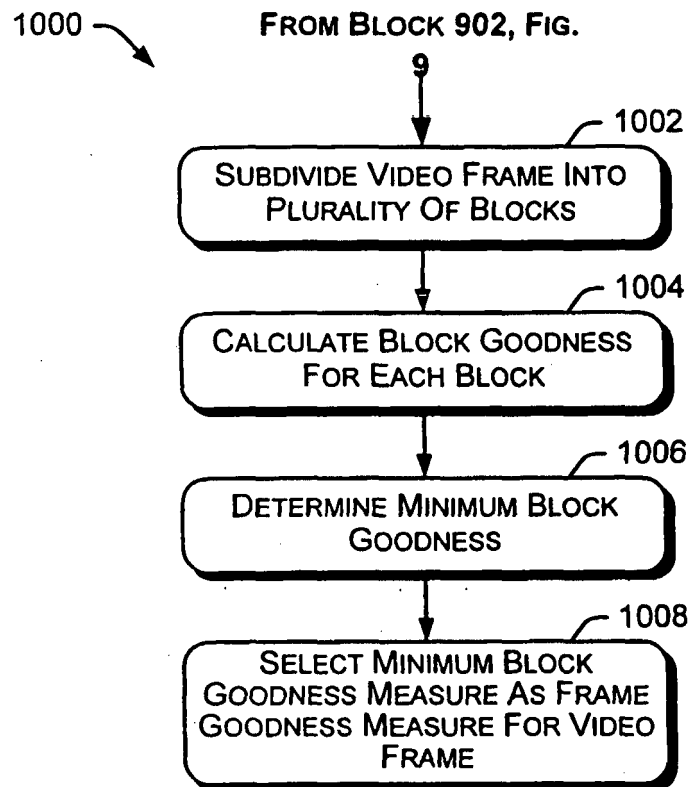 1000
FROM BLOCK 902, FIG.
9
1002
SUBDIVIDE VIDEO FRAME INTO
PLURALITY OF BLOCKS
1004
CALCULATE BLOCK GOODNESS
FOR EACH BLOCK
1006
DETERMINE MINIMUM BLOCK
GOODNESS
1008
SELECT MINIMUM BLOCK
GOODNESS MEASURE AS FRAME
GOODNESS MEASURE FOR VIDEO
FRAME